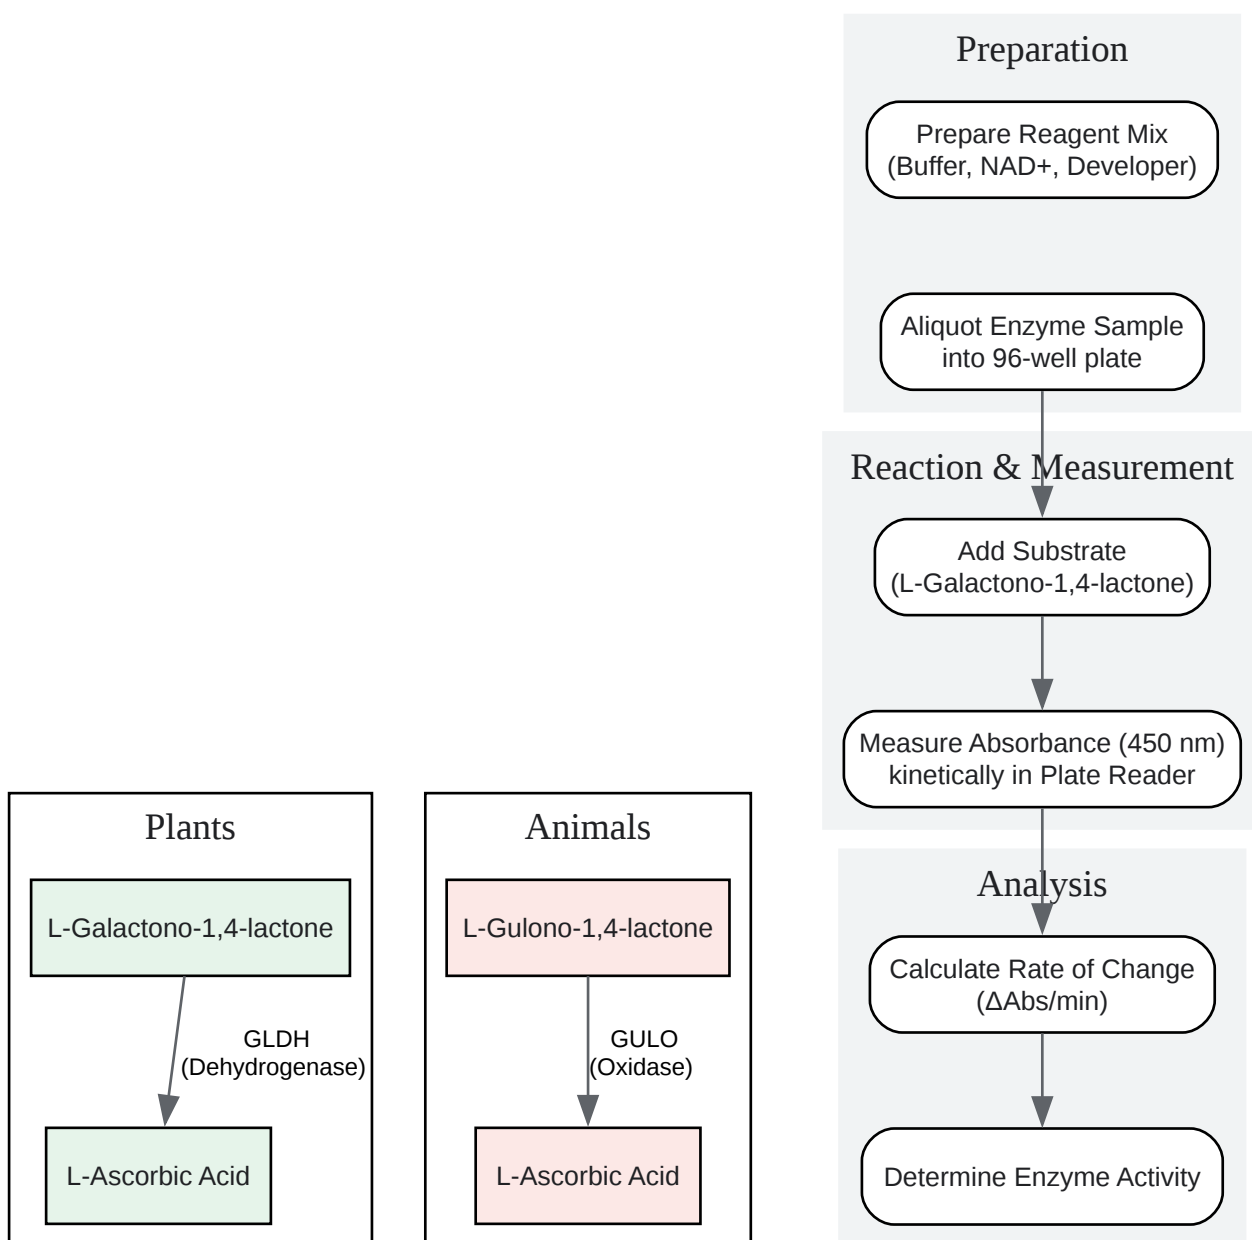 Preparation
Prepare Reagent Mix
(Buffer, NAD+, Developer)
Aliquot Enzyme Sample
into 96-well plate
Reaction & Measurement
Add Substrate
(L-Galactono-1,4-lactone)
Measure Absorbance (450 nm)
kinetically in Plate Reader
Plants
L-Galactono-1,4-lactone
GLDH
(Dehydrogenase)
L-Ascorbic Acid
Animals
L-Gulono-1,4-lactone
GULO
(Oxidase)
L-Ascorbic Acid
Analysis
Calculate Rate of Change
(ΔAbs/min)
Determine Enzyme Activity